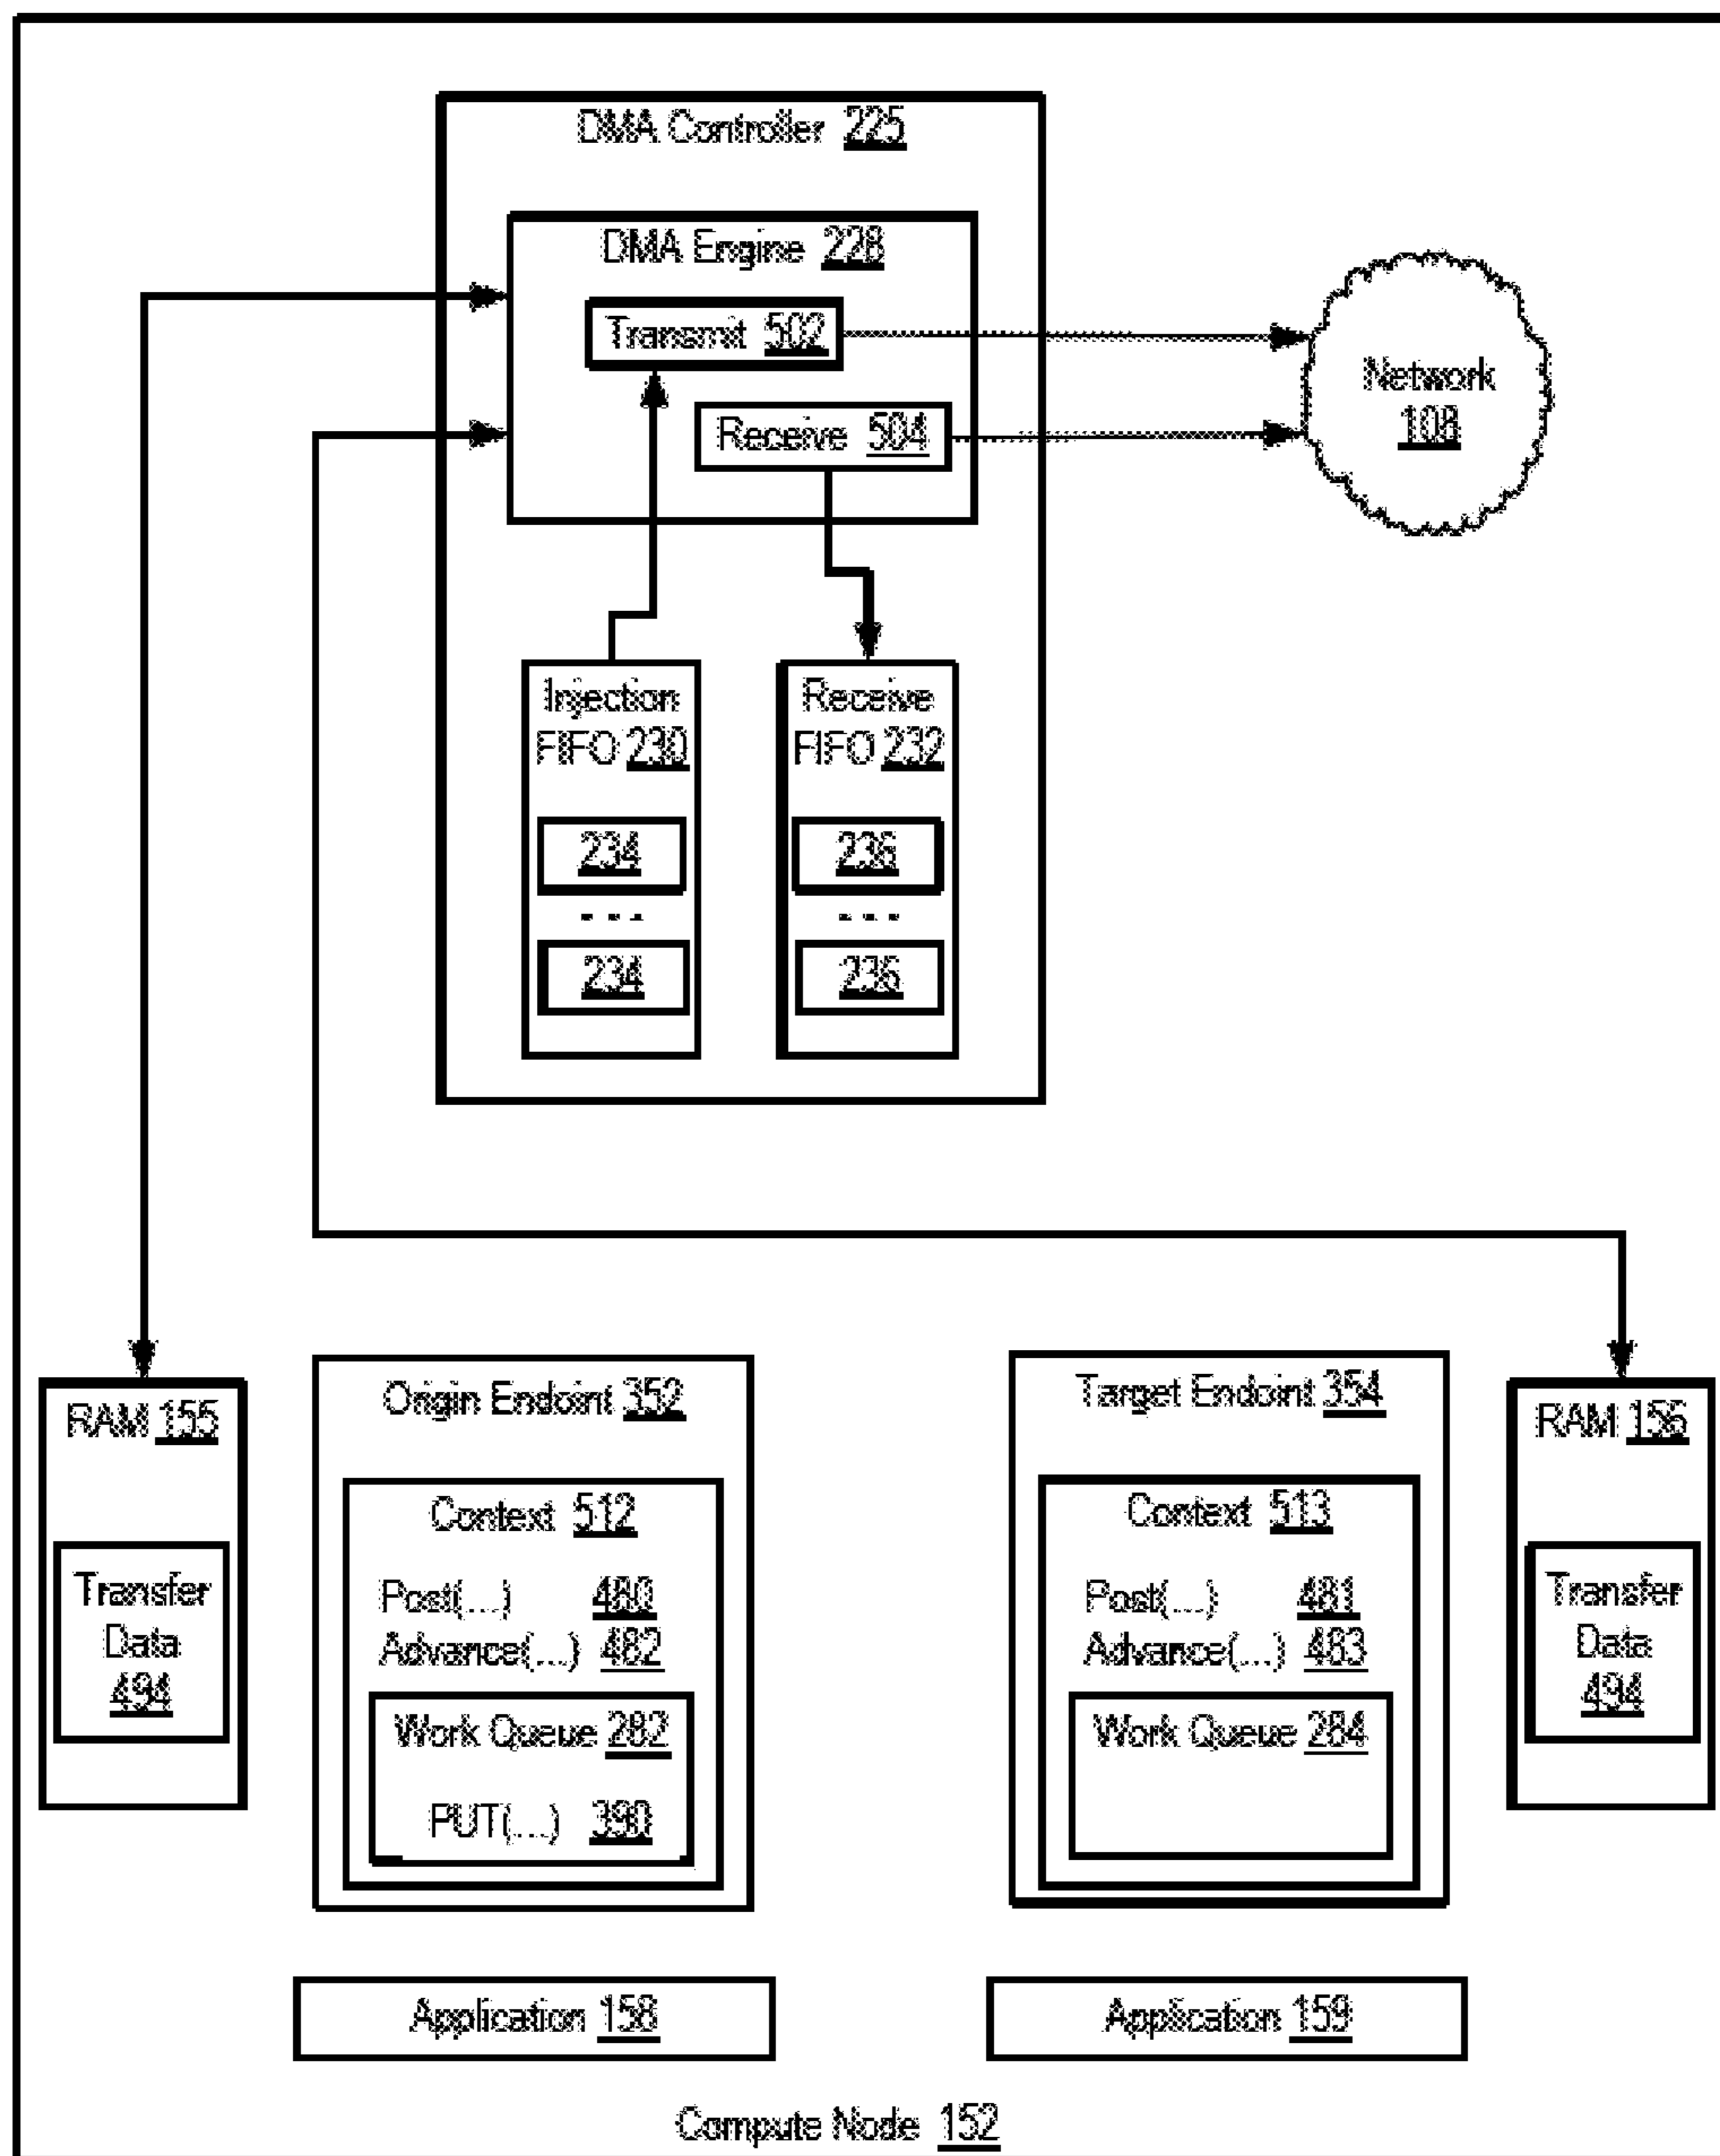 DMA Controller 225
DMA Engine 228
Transmit 502
Receive 504
Network
108
Injection
FIFO 230
234
...
234
Receive
FIFO 232
236
...
236
RAM 155
Transfer
Data
494
Origin Endoint 352
Context 512
Post(...) 480
Advance(...) 482
Work Queue 282
PUT(...) 390
Target Endoint 354
Context 513
Post(...) 481
Advance(...) 483
Work Queue 284
RAM 156
Transfer
Data
494
Application 158
Application 159
Compute Node 152